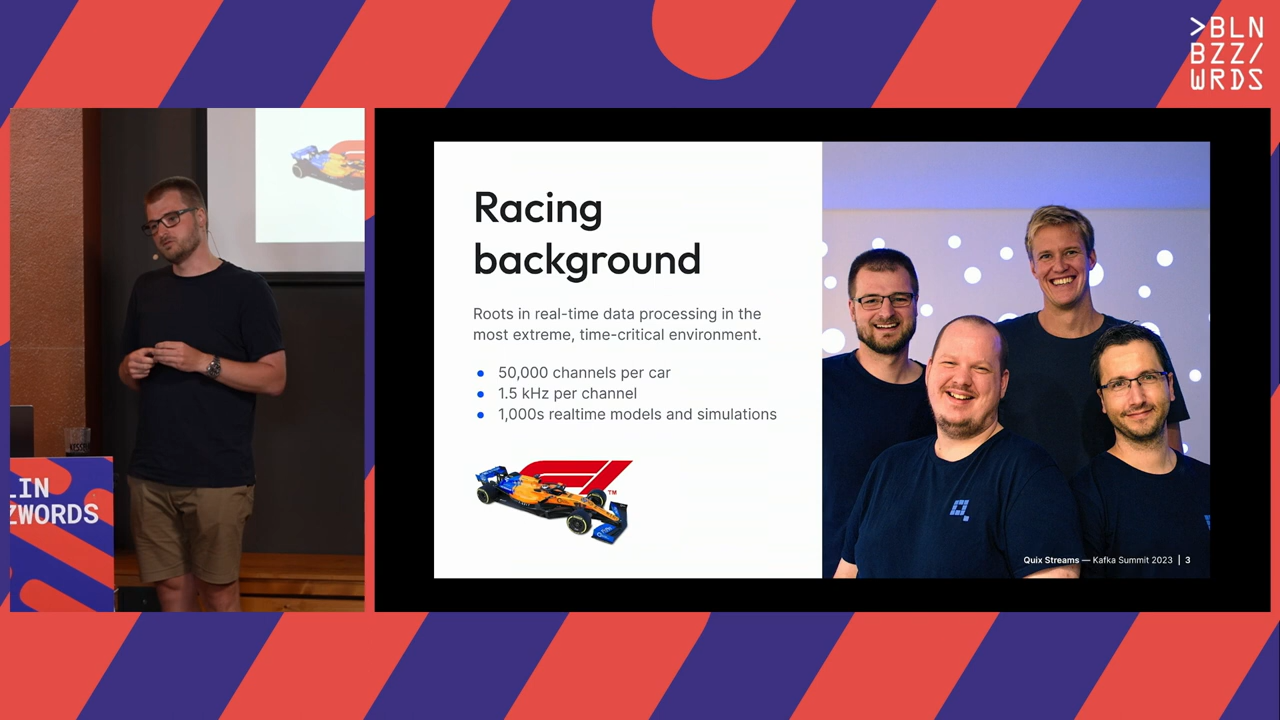 >BLN
BZZ/
WRDS
Racing
background
Roots in real-time data processing in the
most extreme, time-critical environment.
50,000 channels per car
1.5 kHz per channel
1,000s realtime models and simulations
TM
Quix Streams — Kafka Summit 2023 | 3
LIN
ZWORDS